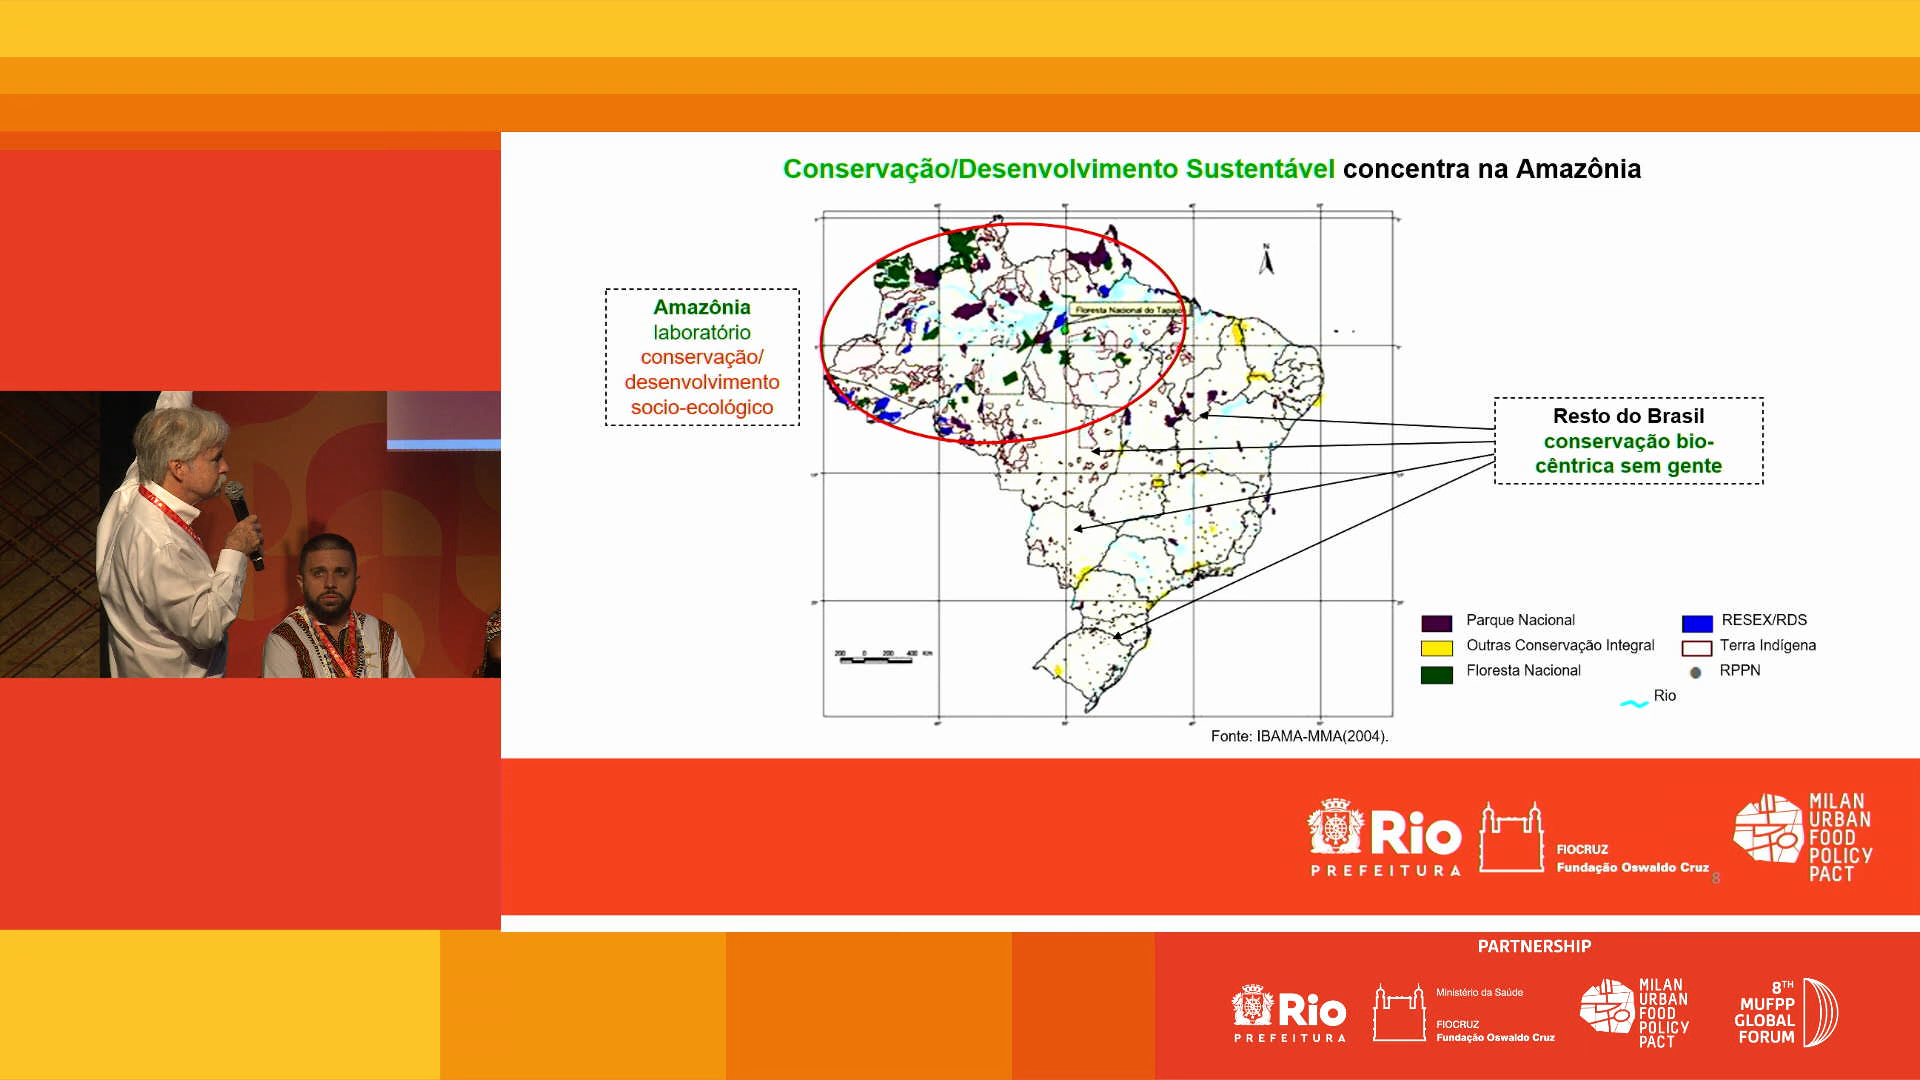 Conservação/Desenvolvimento Sustentável concentra na Amazônia
Amazônia
laboratório
conservação/
desenvolvimento
socio-ecológico
N
Floresta Nacional do Tapajo
Resto do Brasil
conservação bio-
cêntrica sem gente
200 0 200 400 Km
Parque Nacional
Outras Conservação Integral
Floresta Nacional
RESEX/RDS
Terra Indígena
RPPN
Rio
Fonte: IBAMA-MMA(2004).
Rio
PREFEITURA
FIOCRUZ
Fundação Oswaldo Cruz
8
MILAN
URBAN
FOOD
POLICY
PACT
PARTNERSHIP
Rio
PREFEITURA
Ministério da Saúde
FIOCRUZ
Fundação Oswaldo Cruz
MILAN
URBAN
FOOD
POLICY
PACT
8TH
MUFPP
GLOBAL
FORUM